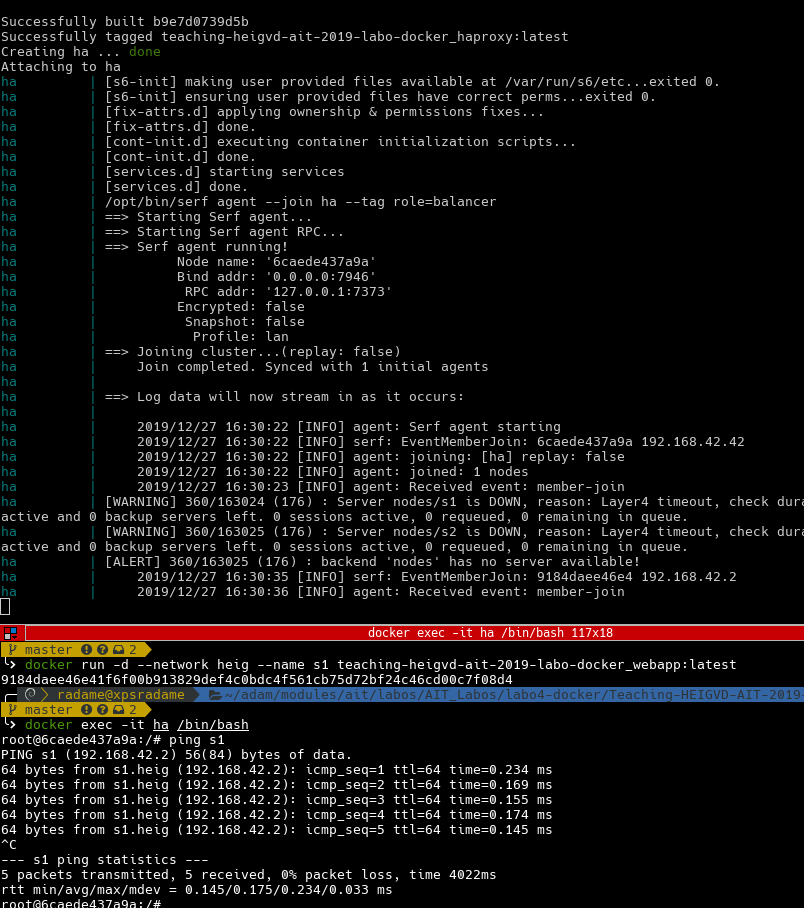 Successfully built b9e7d0739d5b
Successfully tagged teaching-heigvd-ait-2019-labo-docker_haproxy:latest
Creating ha ... done
Attaching to ha
ha         | [s6-init] making user provided files available at /var/run/s6/etc...exited 0.
ha         | [s6-init] ensuring user provided files have correct perms...exited 0.
ha         | [fix-attrs.d] applying ownership & permissions fixes...
ha         | [fix-attrs.d] done.
ha         | [cont-init.d] executing container initialization scripts...
ha         | [cont-init.d] done.
ha         | [services.d] starting services
ha         | [services.d] done.
ha         | /opt/bin/serf agent --join ha --tag role=balancer
ha         | ==> Starting Serf agent...
ha         | ==> Starting Serf agent RPC...
ha         | ==> Serf agent running!
ha         |          Node name: '6caede437a9a'
ha         |          Bind addr: '0.0.0.0:7946'
ha         |           RPC addr: '127.0.0.1:7373'
ha         |          Encrypted: false
ha         |           Snapshot: false
ha         |            Profile: lan
ha         | ==> Joining cluster...(replay: false)
ha         |     Join completed. Synced with 1 initial agents
ha         |
ha         | ==> Log data will now stream in as it occurs:
ha         |
ha         |     2019/12/27 16:30:22 [INFO] agent: Serf agent starting
ha         |     2019/12/27 16:30:22 [INFO] serf: EventMemberJoin: 6caede437a9a 192.168.42.42
ha         |     2019/12/27 16:30:22 [INFO] agent: joining: [ha] replay: false
ha         |     2019/12/27 16:30:22 [INFO] agent: joined: 1 nodes
ha         |     2019/12/27 16:30:23 [INFO] agent: Received event: member-join
ha         | [WARNING] 360/163024 (176) : Server nodes/s1 is DOWN, reason: Layer4 timeout, check dura
active and 0 backup servers left. 0 sessions active, 0 requeued, 0 remaining in queue.
ha         | [WARNING] 360/163025 (176) : Server nodes/s2 is DOWN, reason: Layer4 timeout, check dura
active and 0 backup servers left. 0 sessions active, 0 requeued, 0 remaining in queue.
ha         | [ALERT] 360/163025 (176) : backend 'nodes' has no server available!
ha         |     2019/12/27 16:30:35 [INFO] serf: EventMemberJoin: 9184daee46e4 192.168.42.2
ha         |     2019/12/27 16:30:36 [INFO] agent: Received event: member-join
docker exec -it ha /bin/bash 117x18
master 2
docker run -d --network heig --name s1 teaching-heigvd-ait-2019-labo-docker_webapp:latest
9184daee46e41f6f00b913829def4c0bdc4f561cb75d72bf24c46cd00c7f08d4
radame@xpsradame ~/adam/modules/ait/labos/AIT_Labos/labo4-docker/Teaching-HEIGVD-AIT-2019-
master 2
docker exec -it ha /bin/bash
root@6caede437a9a:/# ping s1
PING s1 (192.168.42.2) 56(84) bytes of data.
64 bytes from s1.heig (192.168.42.2): icmp_seq=1 ttl=64 time=0.234 ms
64 bytes from s1.heig (192.168.42.2): icmp_seq=2 ttl=64 time=0.169 ms
64 bytes from s1.heig (192.168.42.2): icmp_seq=3 ttl=64 time=0.155 ms
64 bytes from s1.heig (192.168.42.2): icmp_seq=4 ttl=64 time=0.174 ms
64 bytes from s1.heig (192.168.42.2): icmp_seq=5 ttl=64 time=0.145 ms
^C
--- s1 ping statistics ---
5 packets transmitted, 5 received, 0% packet loss, time 4022ms
rtt min/avg/max/mdev = 0.145/0.175/0.234/0.033 ms
root@6caede437a9a:/#